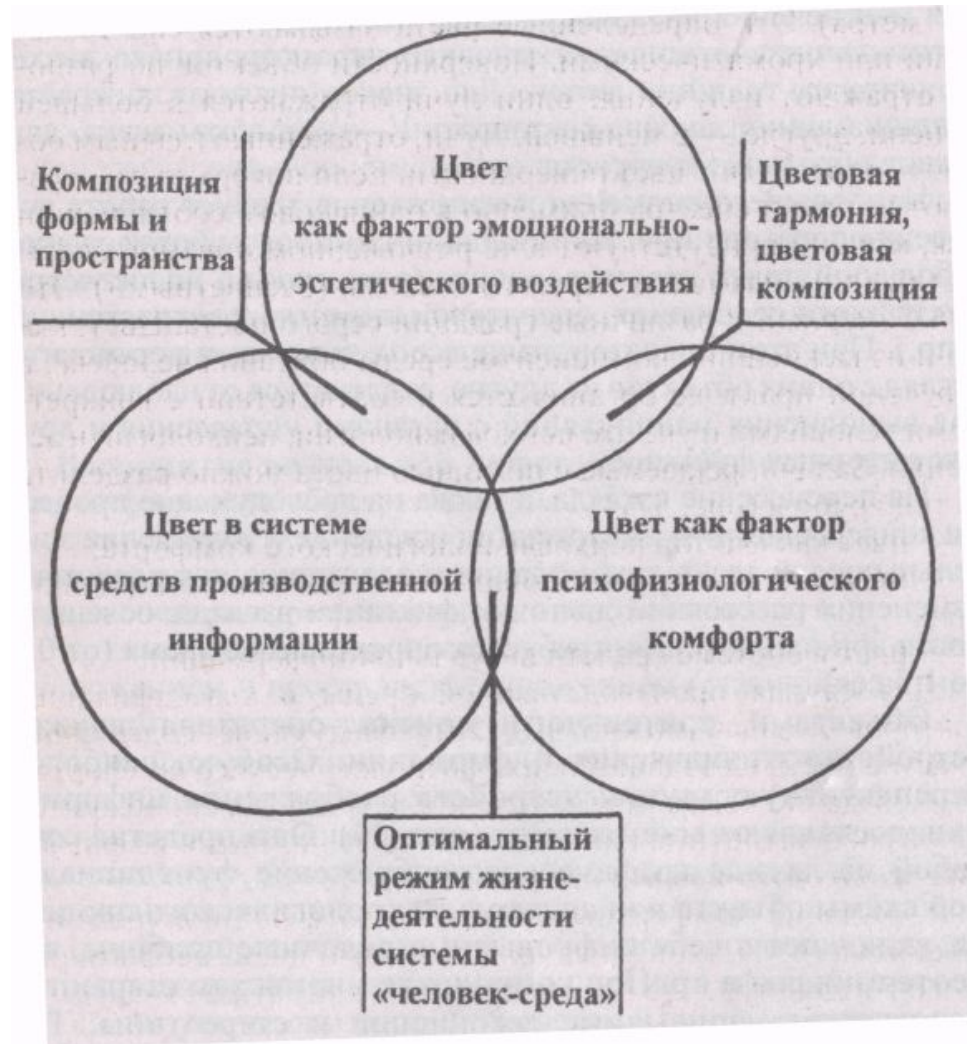 Композиция
формы и
пространства
Цвет
как фактор эмоционально-
эстетического воздействия
Цветовая
гармония,
цветовая
композиция
Цвет в системе
средств производственной
информации
Цвет как фактор
психофизиологического
комфорта
Оптимальный
режим жизне-
деятельности
системы
«человек-среда»